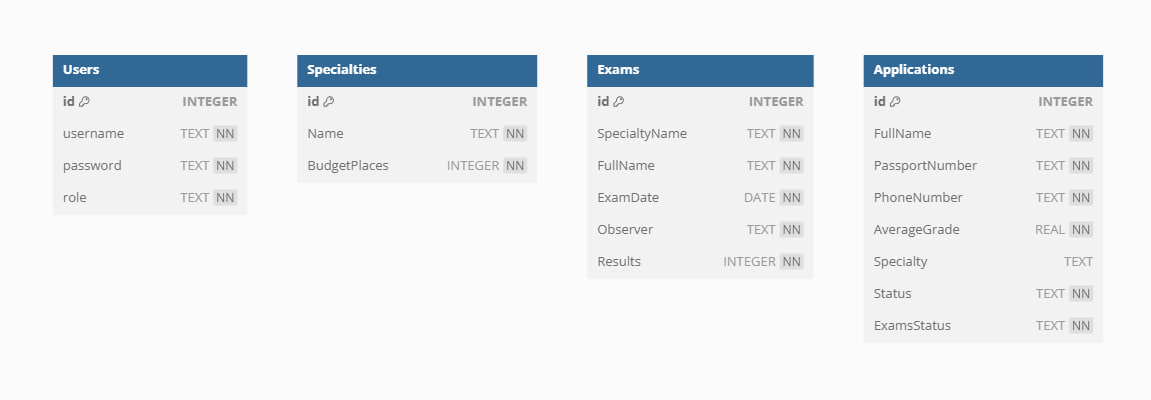 Users
id INTEGER
username TEXT NN
password TEXT NN
role TEXT NN
Specialties
id INTEGER
Name TEXT NN
BudgetPlaces INTEGER NN
Exams
id INTEGER
SpecialtyName TEXT NN
FullName TEXT NN
ExamDate DATE NN
Observer TEXT NN
Results INTEGER NN
Applications
id INTEGER
FullName TEXT NN
PassportNumber TEXT NN
PhoneNumber TEXT NN
AverageGrade REAL NN
Specialty TEXT
Status TEXT NN
ExamsStatus TEXT NN